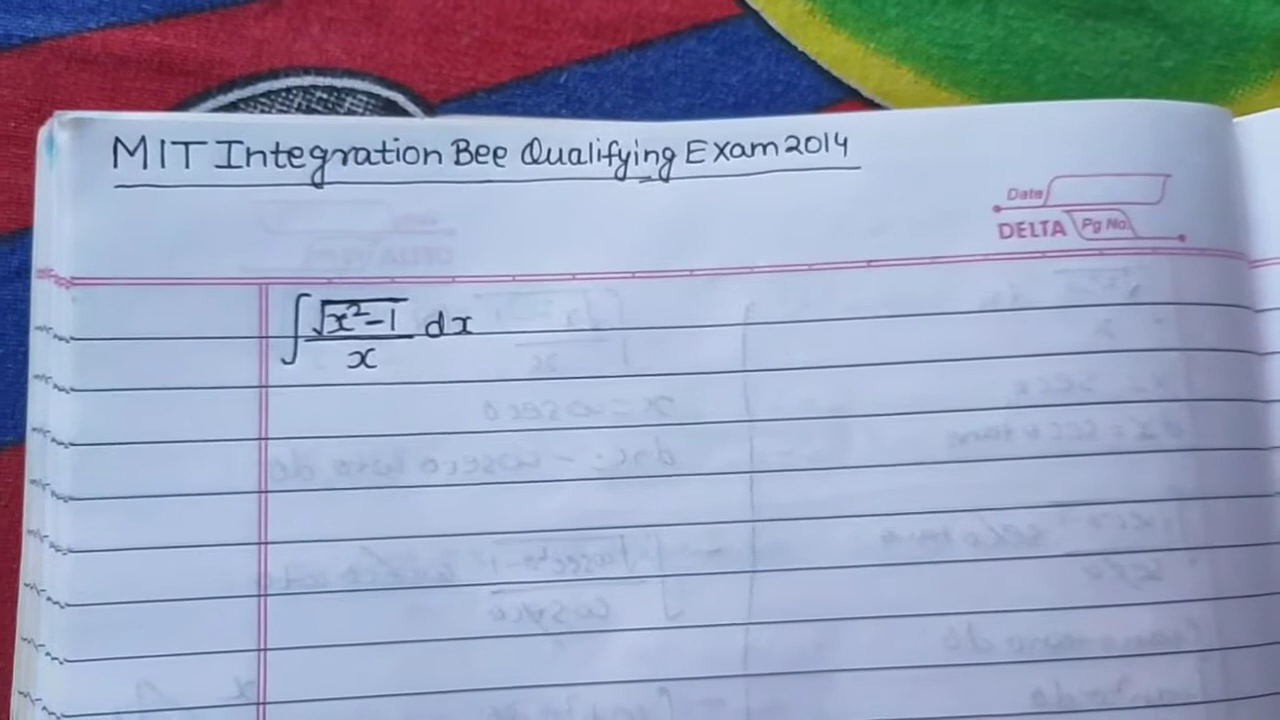 MIT Integration Bee Qualifying Exam 2014
Date
DELTA Pg No.
∫ √(x²-1) / x dx